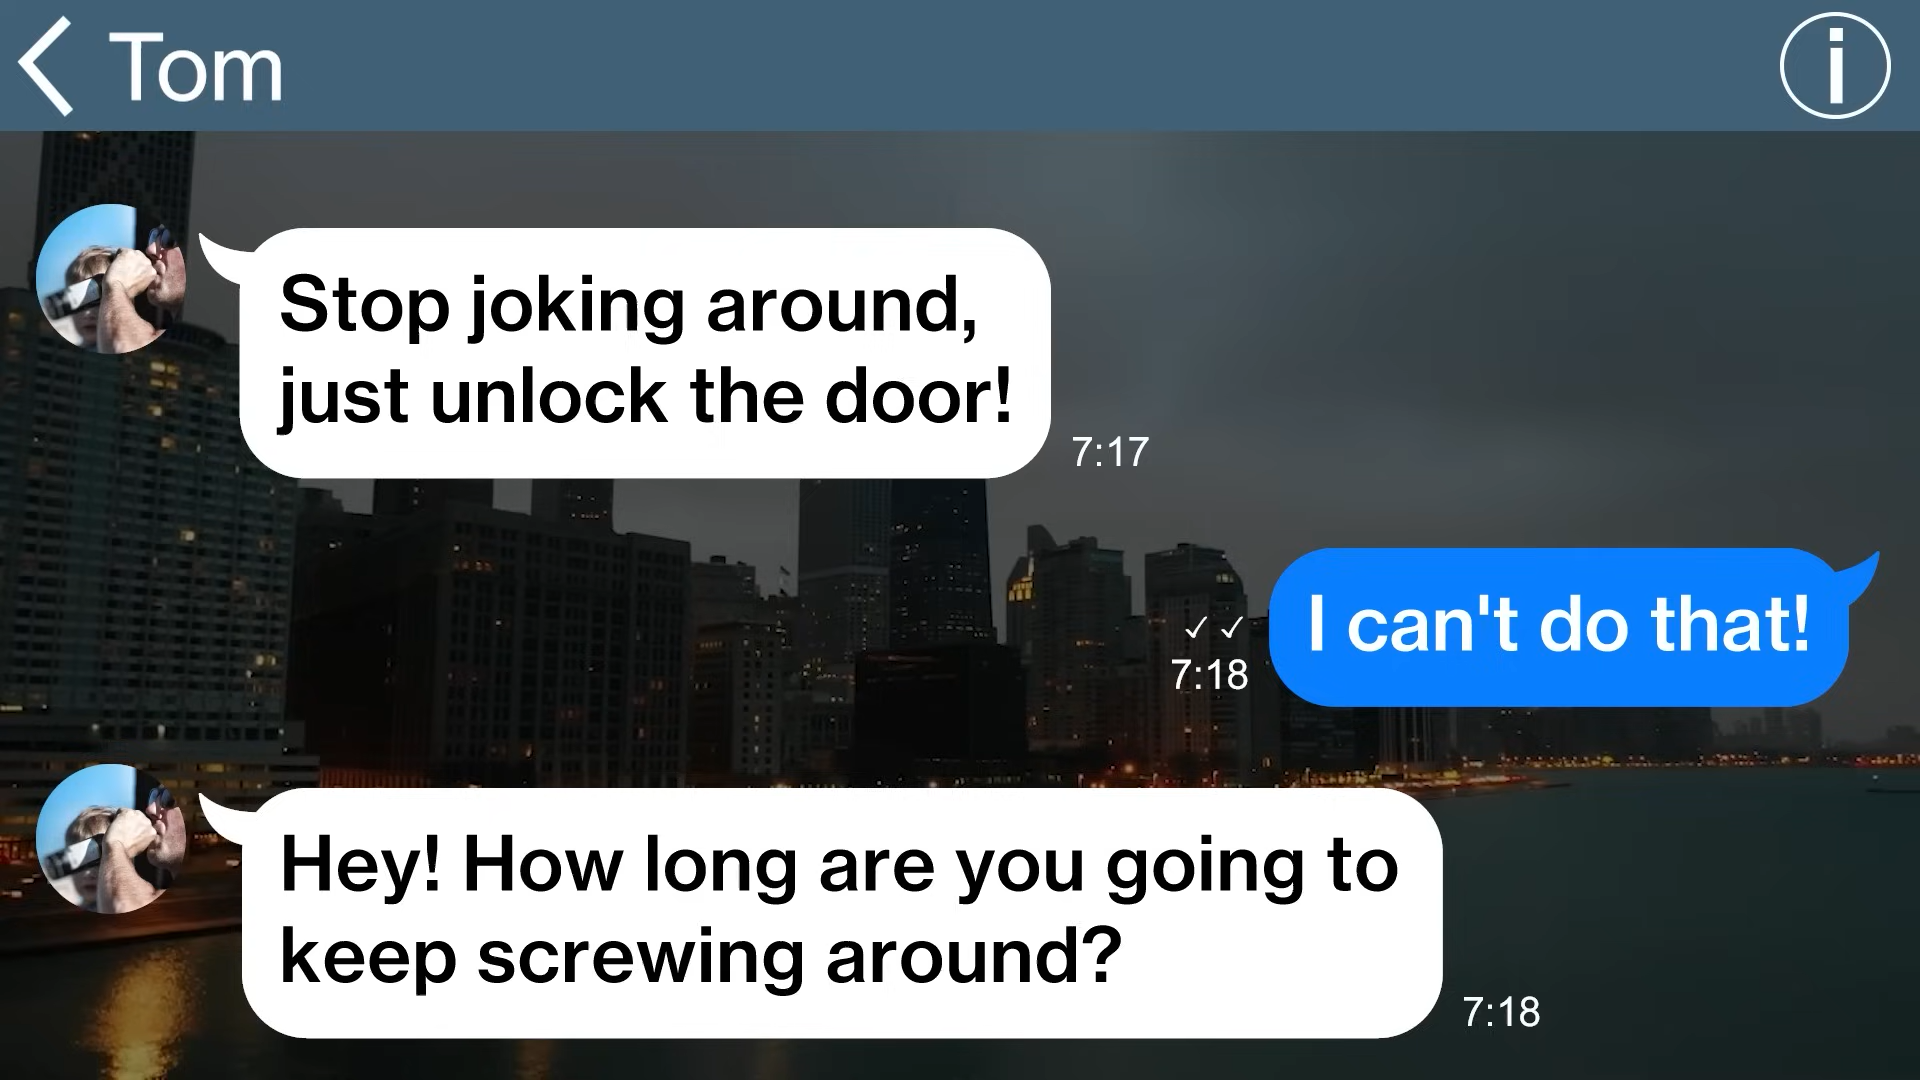 Tom
Stop joking around,
just unlock the door!
7:17
I can't do that!
✓ ✓
7:18
Hey! How long are you going to
keep screwing around?
7:18